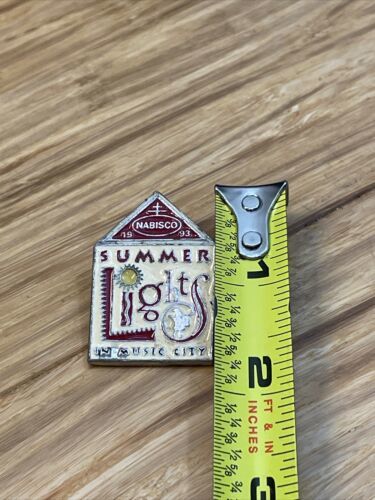 NABISCO
19 93
SUMMER
Lights
IN MUSIC CITY
1
2
FT & IN
INCHES
3